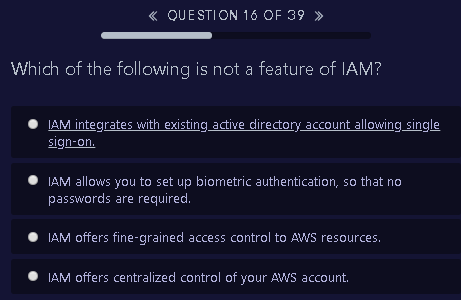 « QUESTION 16 OF 39 »
Which of the following is not a feature of IAM?
IAM integrates with existing active directory account allowing single
sign-on.
IAM allows you to set up biometric authentication, so that no
passwords are required.
IAM offers fine-grained access control to AWS resources.
IAM offers centralized control of your AWS account.